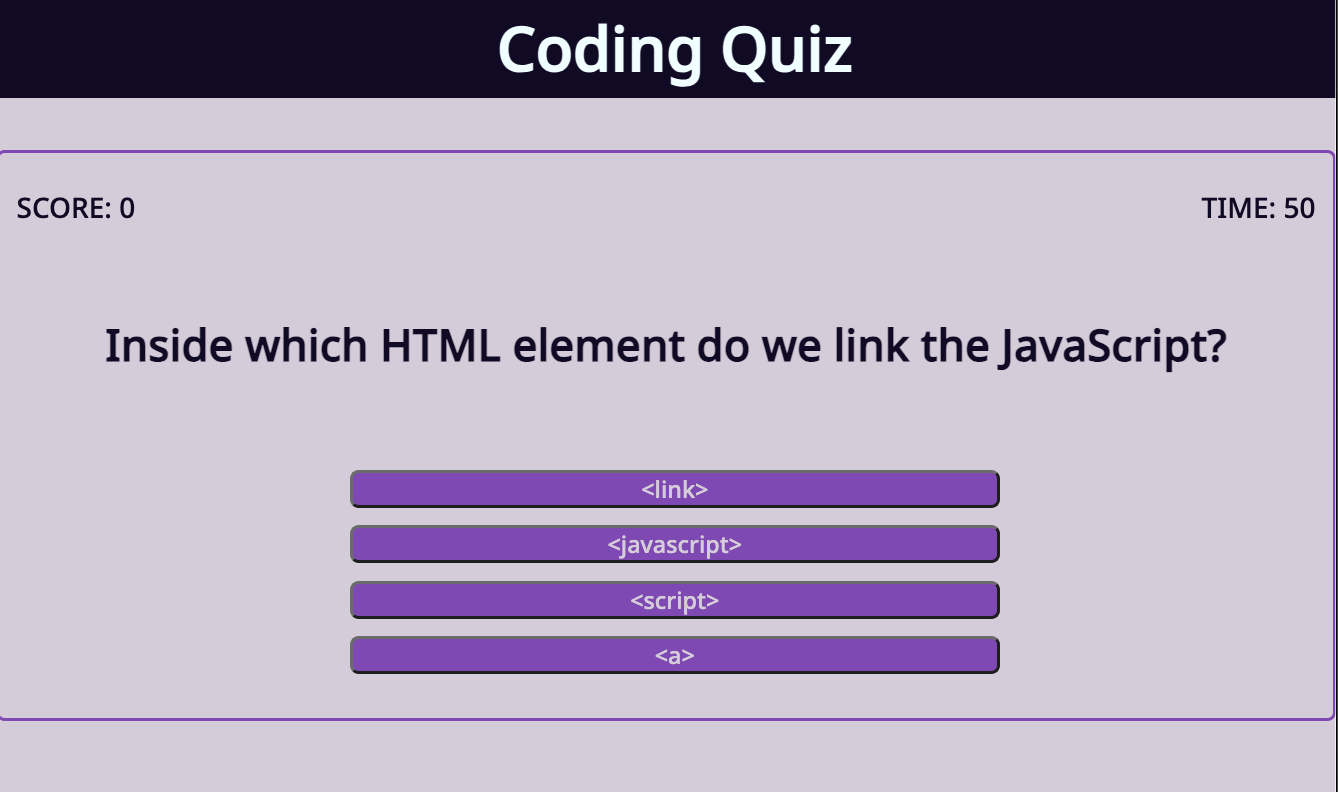 Coding Quiz
SCORE: 0
TIME: 50
Inside which HTML element do we link the JavaScript?
<link>
<javascript>
<script>
<a>